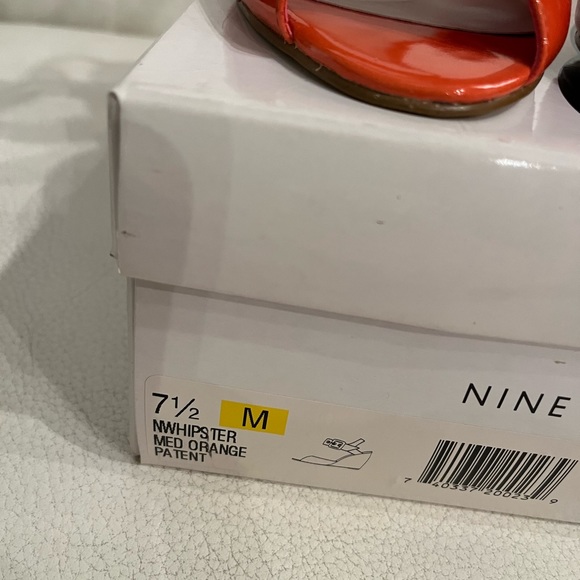 NINE
7½ M
NWHIPSTER
MED ORANGE
PATENT
7 40337 20023 9